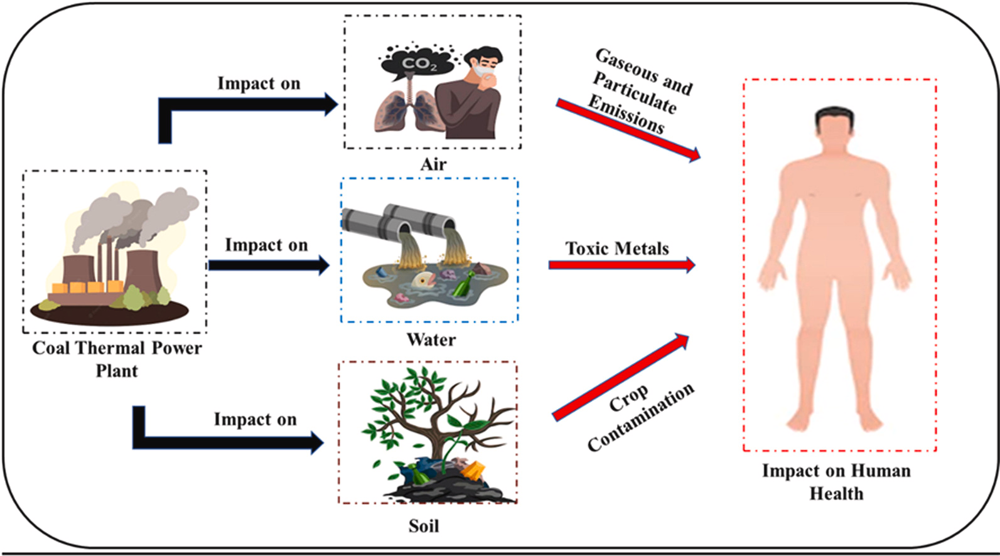 Impact on
CO2
Air
Gaseous and
Particulate
Emissions
Coal Thermal Power
Plant
Impact on
Water
Toxic Metals
Impact on
Soil
Crop
Contamination
Impact on Human
Health